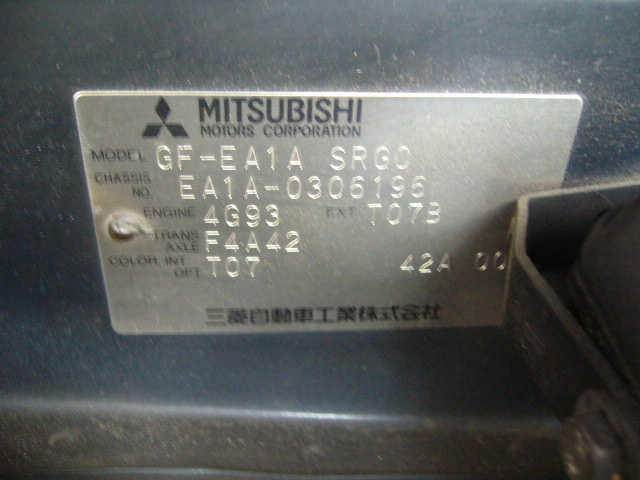 MITSUBISHI
MOTORS CORPORATION
MODEL GF-EA1A SRGO
CHASSIS NO. EA1A-0306196
ENGINE 4G93 EXT T07B
TRANS AXLE F4A42
COLOR, INT OPT T07 42A 00
三菱自動車工業株式会社